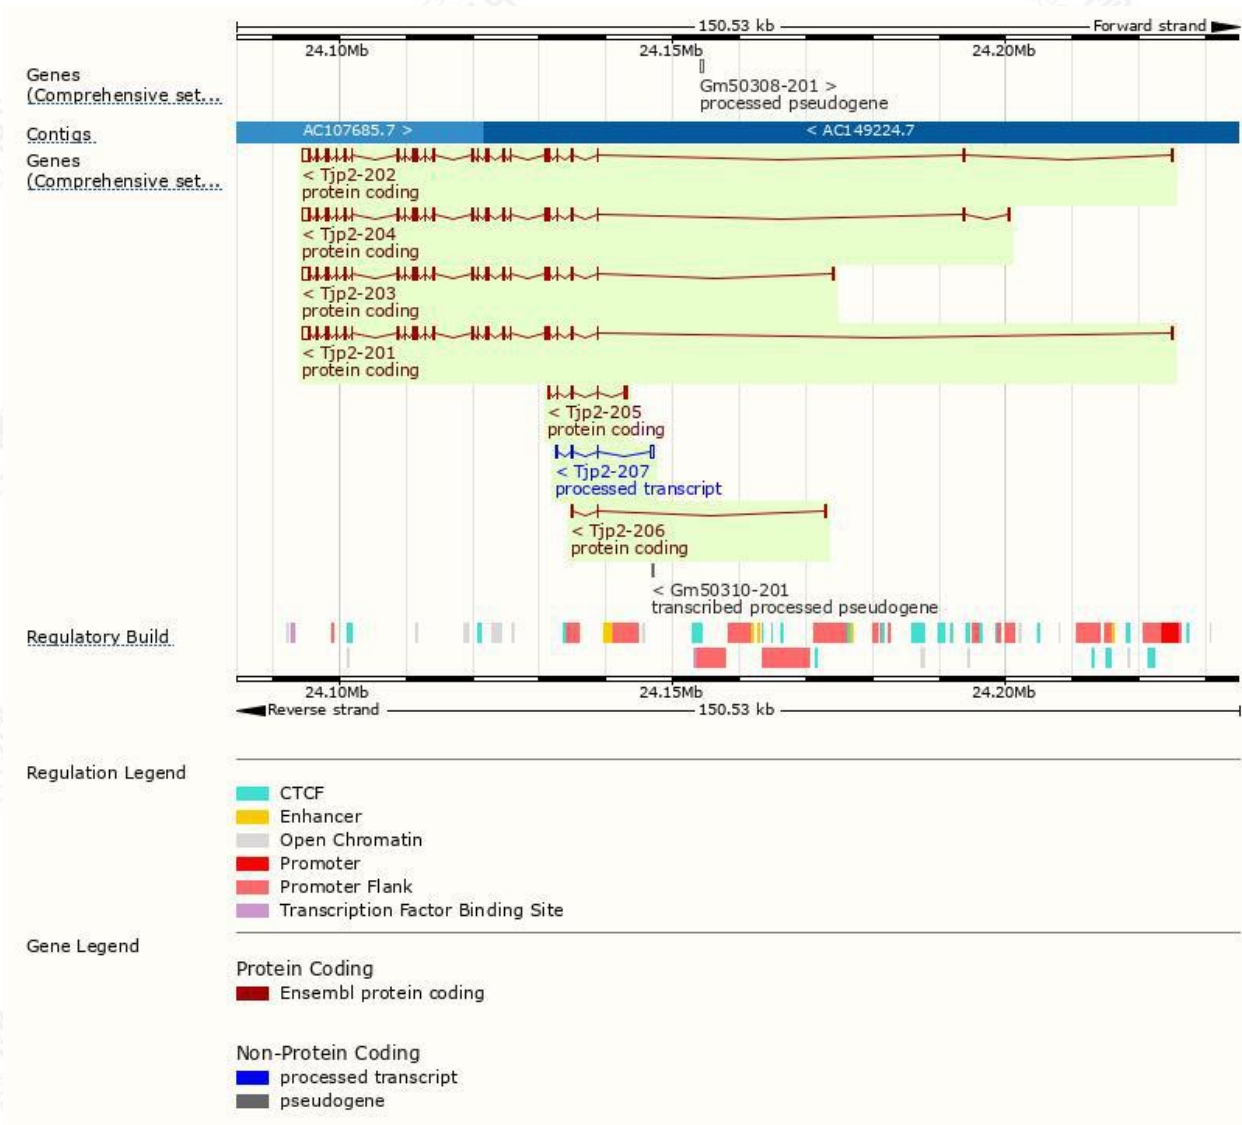 150.53 kb
Forward strand
24.10Mb 24.15Mb 24.20Mb
Genes
(Comprehensive set...
Gm50308-201 >
processed pseudogene
Contigs
AC107685.7 >
< AC149224.7
Genes
(Comprehensive set...
< Tjp2-202
protein coding
< Tjp2-204
protein coding
< Tjp2-203
protein coding
< Tjp2-201
protein coding
< Tjp2-205
protein coding
< Tjp2-207
processed transcript
< Tjp2-206
protein coding
< Gm50310-201
transcribed processed pseudogene
Regulatory Build
24.10Mb 24.15Mb 24.20Mb
Reverse strand
150.53 kb
Regulation Legend
CTCF
Enhancer
Open Chromatin
Promoter
Promoter Flank
Transcription Factor Binding Site
Gene Legend
Protein Coding
Ensembl protein coding
Non-Protein Coding
processed transcript
pseudogene